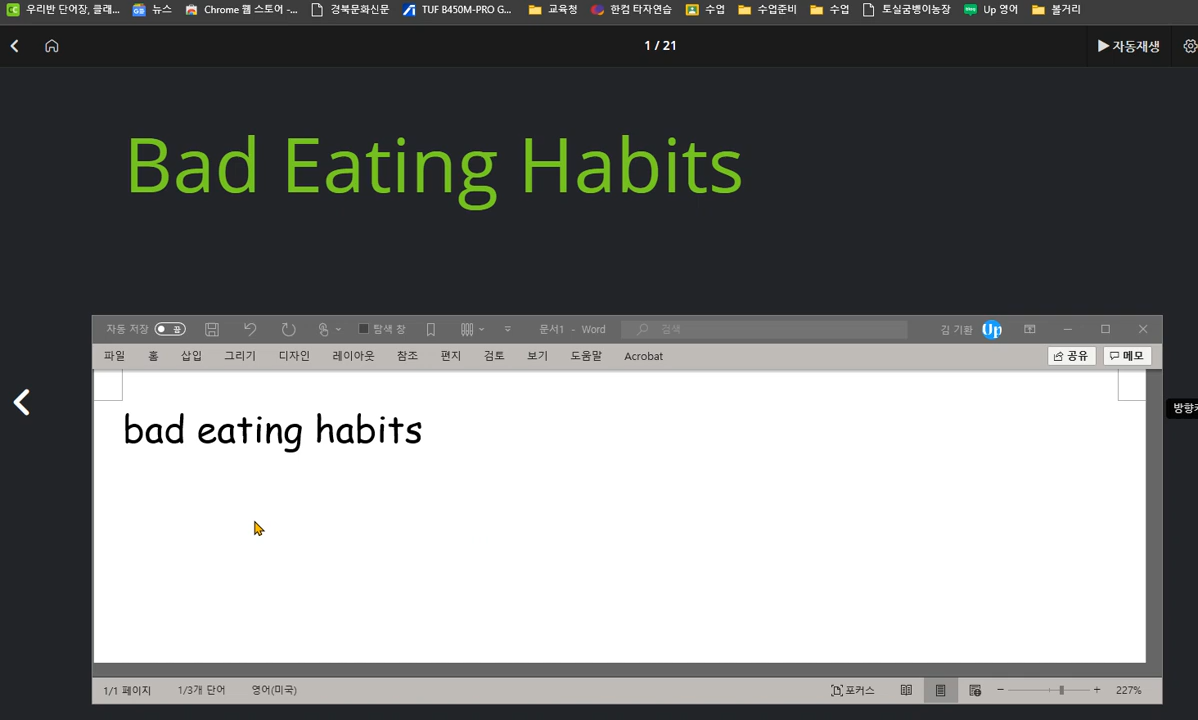 우리반 단어장, 클래... 뉴스 Chrome 웹 스토어 -... 경북문화신문 TUF B450M-PRO G... 교육청 한컴 타자연습 수업 수업준비 수업 토실굼벵이농장 Up 영어 볼거리
1 / 21 ▶자동재생
Bad Eating Habits
자동 저장 끔 탐색 창 문서1 - Word 검색 김 기환 Up
파일 홈 삽입 그리기 디자인 레이아웃 참조 편지 검토 보기 도움말 Acrobat 공유 메모
방향키
bad eating habits
1/1 페이지 1/3개 단어 영어(미국) 포커스 227%